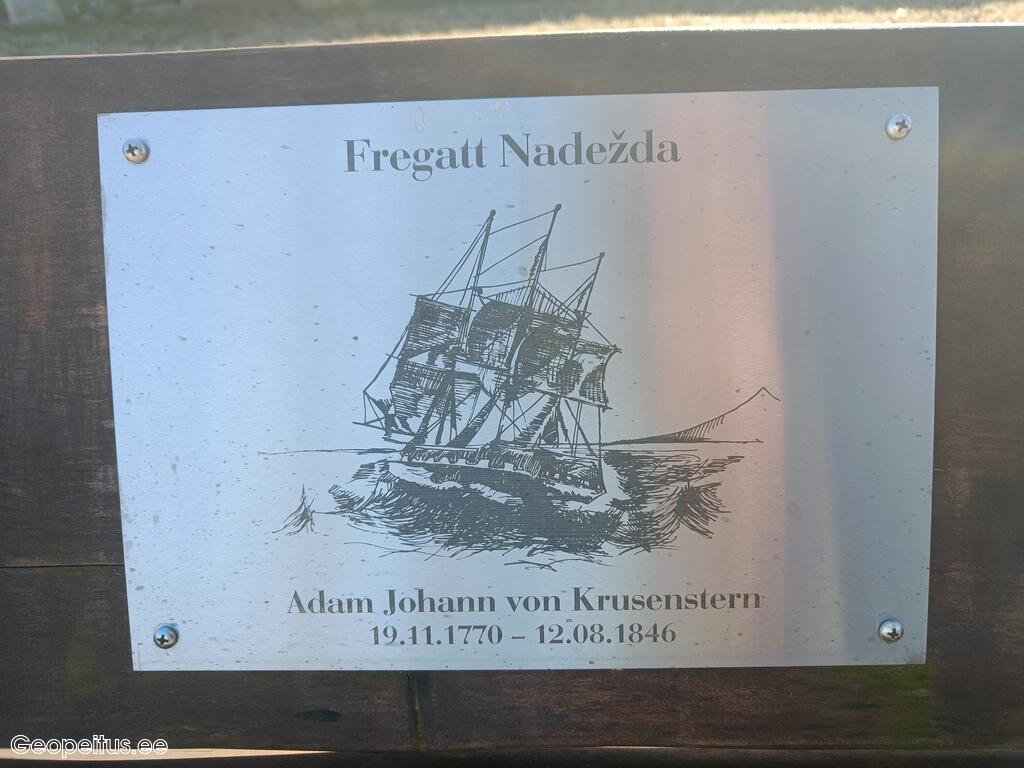 Fregatt Nadežda
Adam Johann von Krusenstern
19.11.1770 – 12.08.1846
Geopeitus.ee